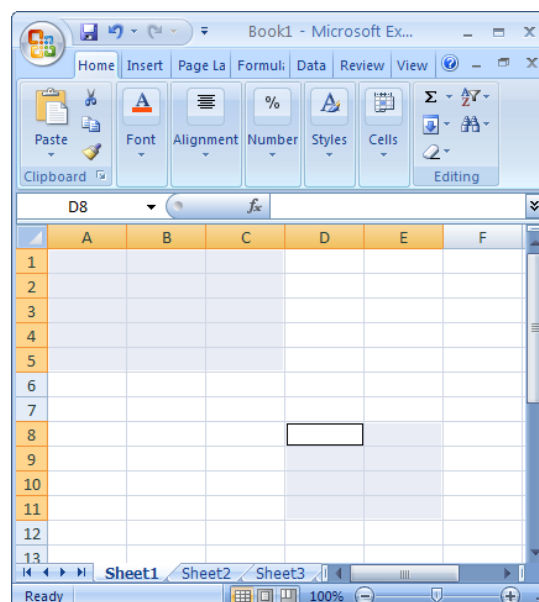 Book1 - Microsoft Ex...
Home Insert Page La Formula Data Review View
Σ A Z
A % A
Paste Font Alignment Number Styles Cells
Clipboard Editing
D8 fx
A B C D E F
1
2
3
4
5
6
7
8
9
10
11
12
13
Sheet1 Sheet2 Sheet3
Ready 100%